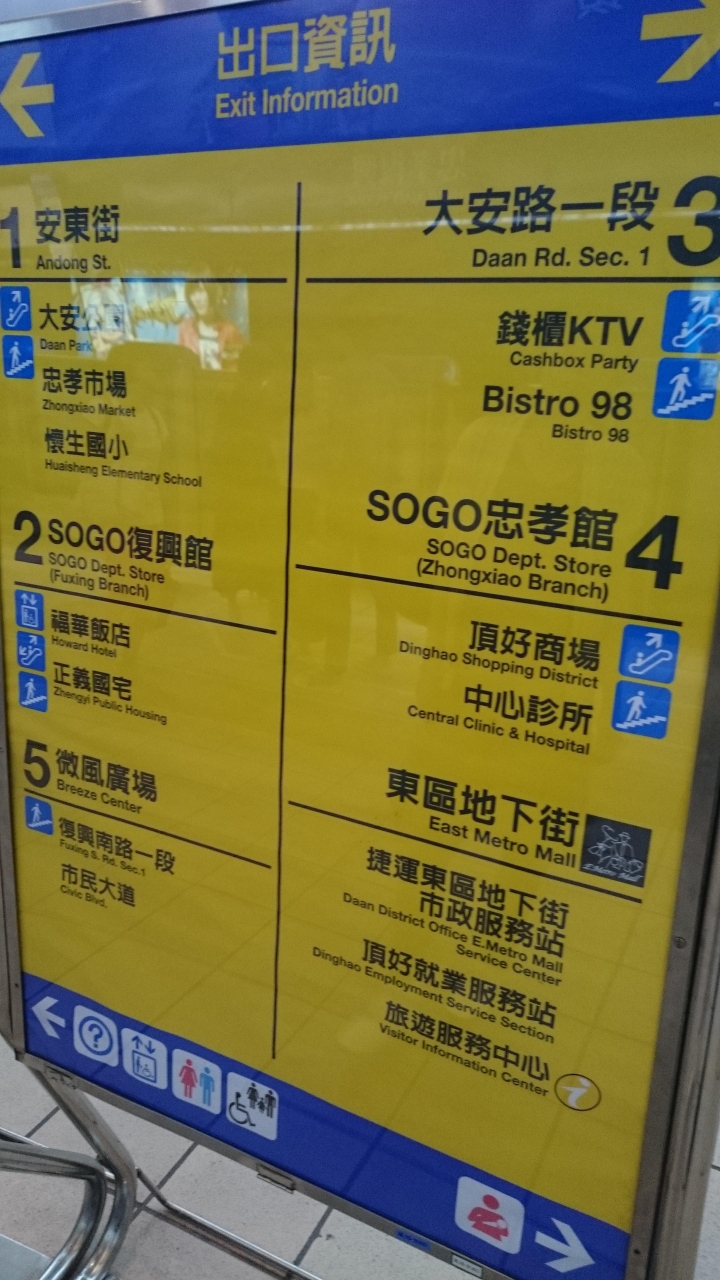 出口資訊
Exit Information
1 安東街
Andong St.
大安公園
Daan Park
忠孝市場
Zhongxiao Market
懷生國小
Huaisheng Elementary School
2 SOGO復興館
SOGO Dept. Store
(Fuxing Branch)
福華飯店
Howard Hotel
正義國宅
Zhengyi Public Housing
5 微風廣場
Breeze Center
復興南路一段
Fuxing S. Rd. Sec.1
市民大道
Civic Blvd.
大安路一段 3
Daan Rd. Sec. 1
錢櫃KTV
Cashbox Party
Bistro 98
Bistro 98
SOGO忠孝館 4
SOGO Dept. Store
(Zhongxiao Branch)
頂好商場
Dinghao Shopping District
中心診所
Central Clinic & Hospital
東區地下街
East Metro Mall
E.Metro Mall
捷運東區地下街
市政服務站
Daan District Office E.Metro Mall
Service Center
頂好就業服務站
Dinghao Employment Service Section
旅遊服務中心
Visitor Information Center